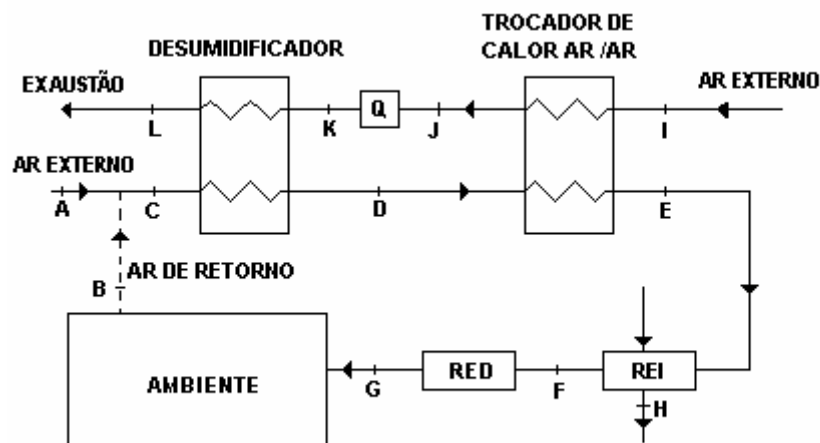 DESUMIDIFICADOR
TROCADOR DE
CALOR AR /AR
EXAUSTÃO
AR EXTERNO
L
K
Q
J
I
AR EXTERNO
A
C
D
E
B
AR DE RETORNO
AMBIENTE
G
RED
F
REI
H